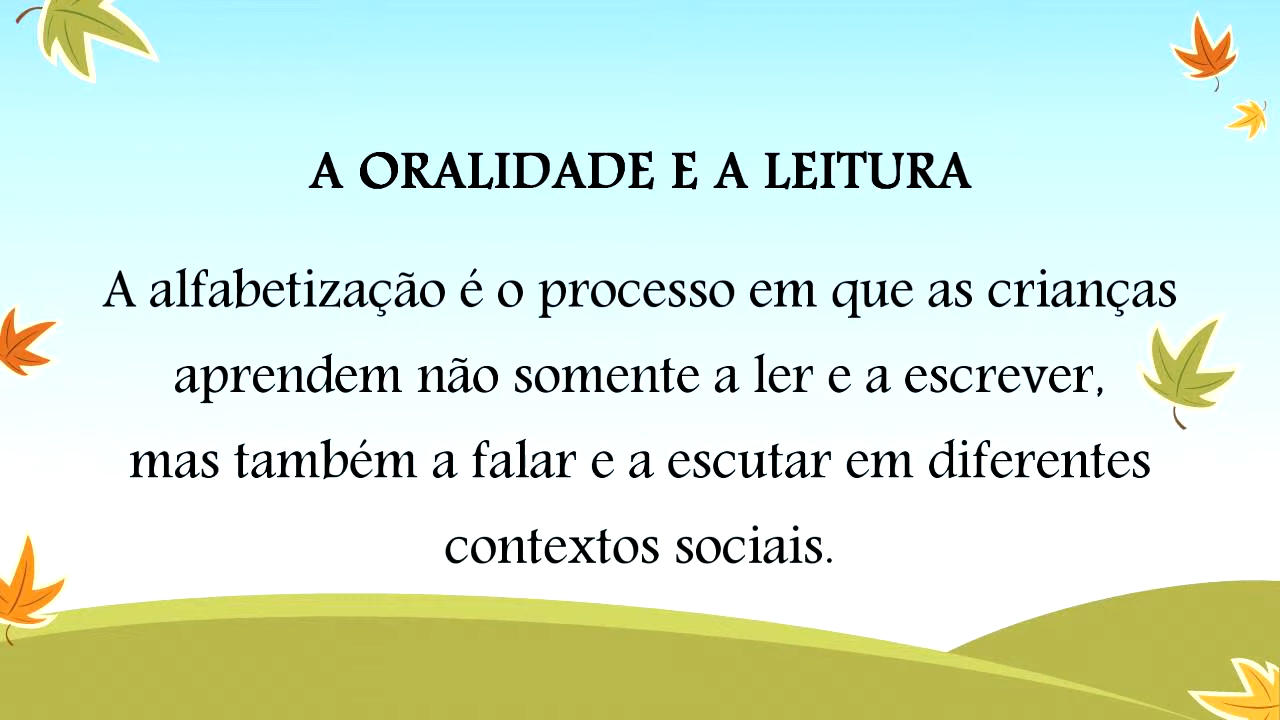 A ORALIDADE E A LEITURA
A alfabetização é o processo em que as crianças
aprendem não somente a ler e a escrever,
mas também a falar e a escutar em diferentes
contextos sociais.